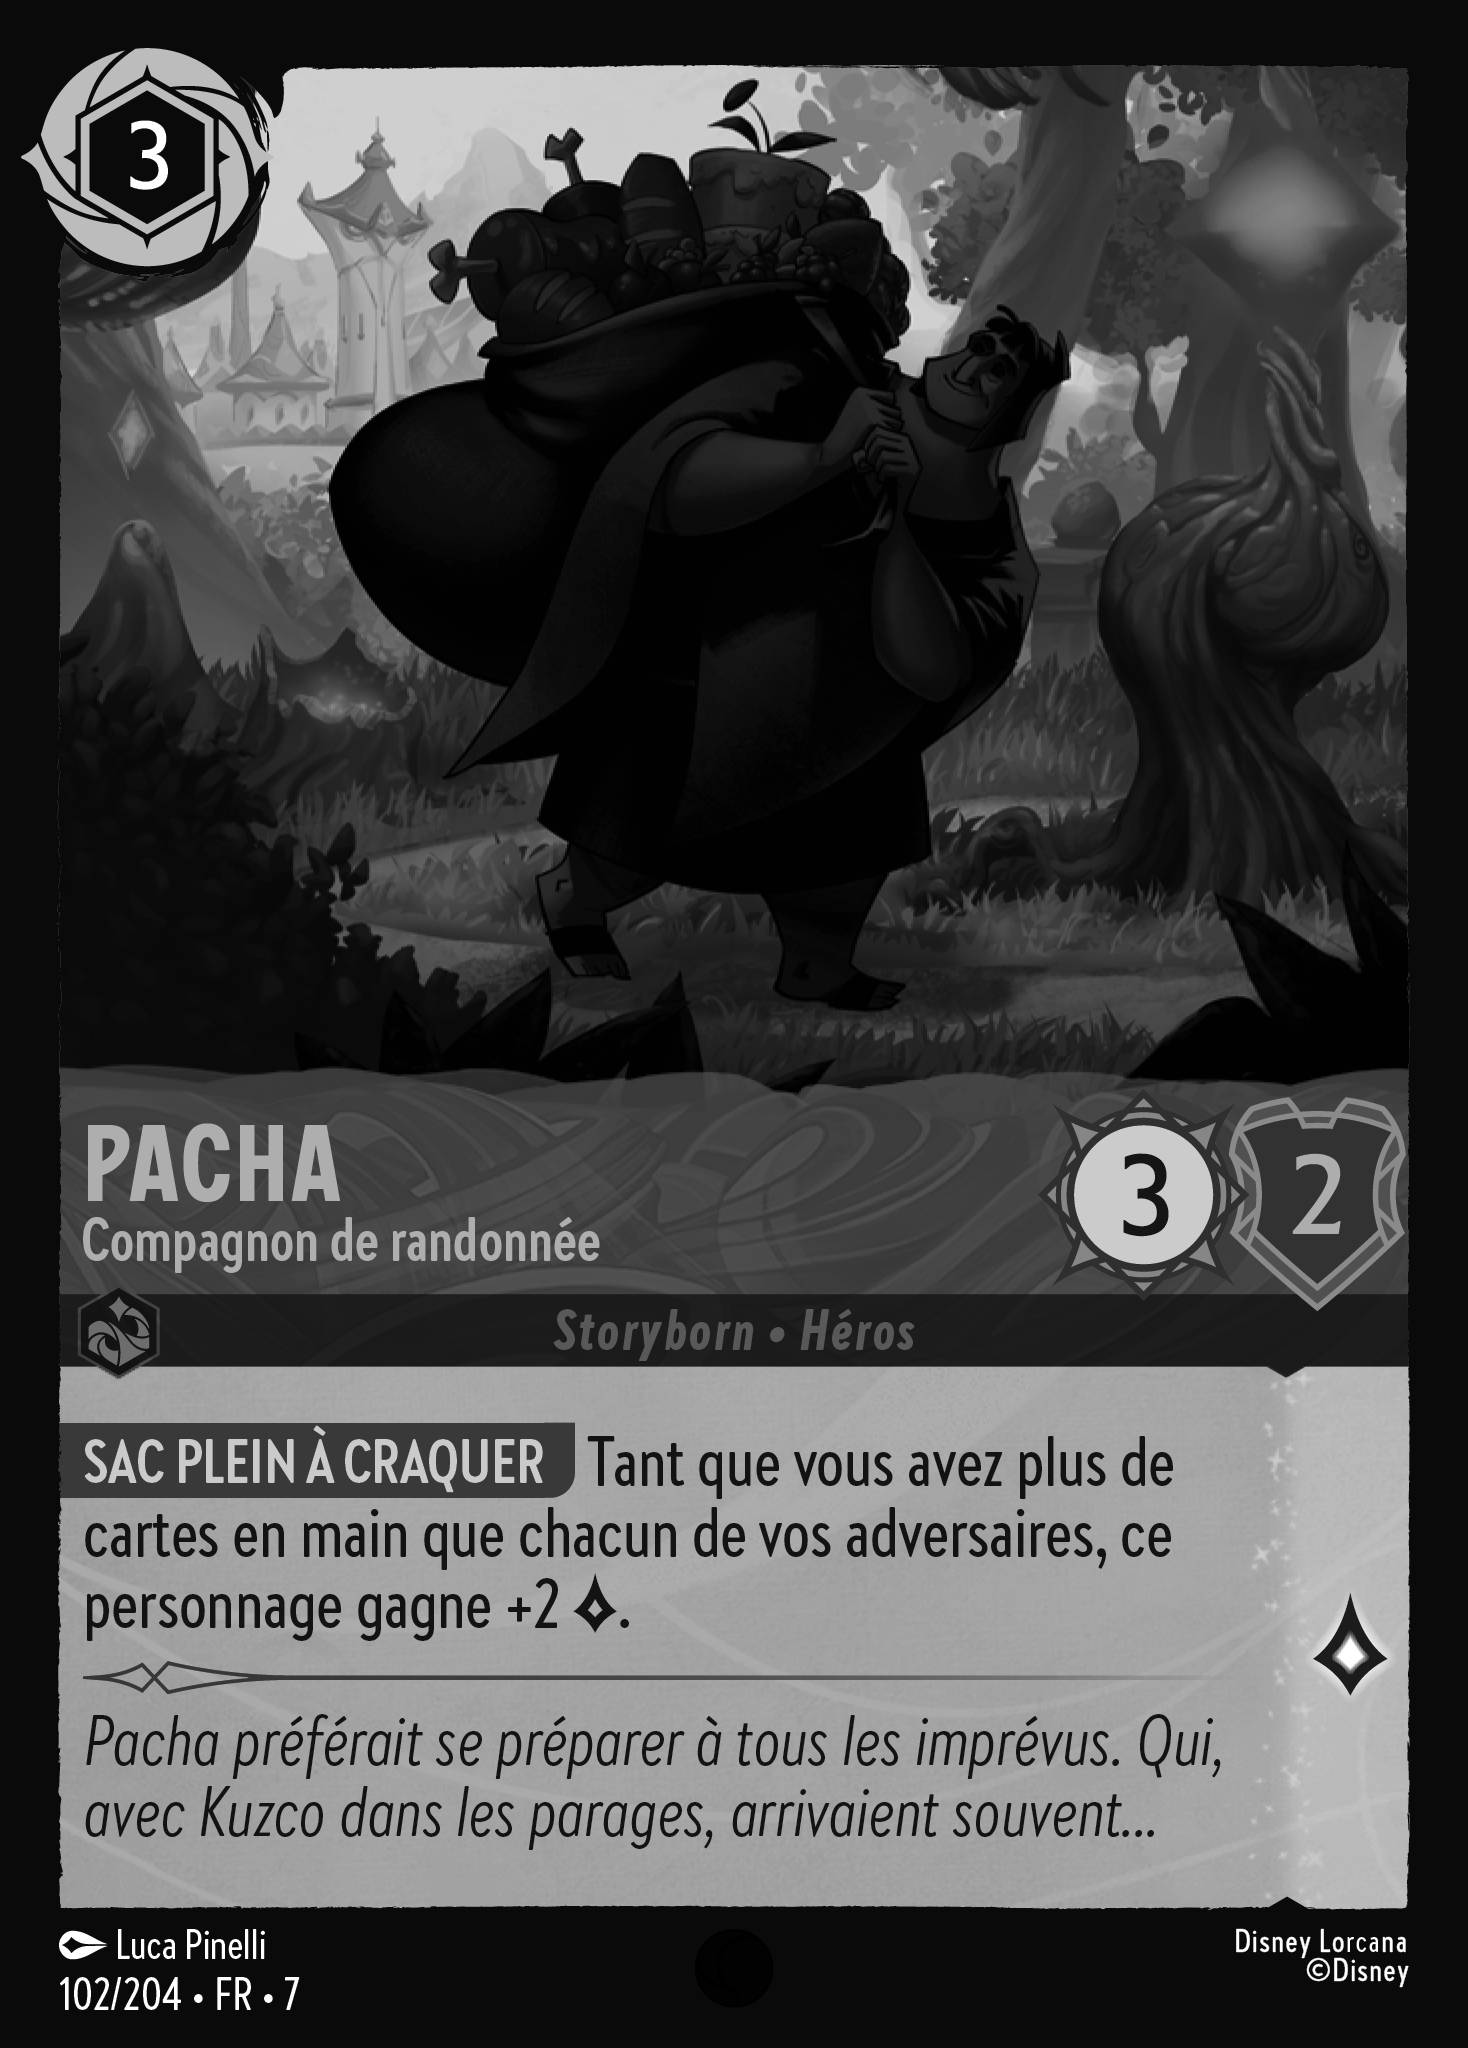 3
PACHA
Compagnon de randonnée
3
2
Storyborn • Héros
SAC PLEIN À CRAQUER Tant que vous avez plus de
cartes en main que chacun de vos adversaires, ce
personnage gagne +2 .
Pacha préférait se préparer à tous les imprévus. Qui,
avec Kuzco dans les parages, arrivaient souvent...
Luca Pinelli
102/204 • FR • 7
Disney Lorcana
©Disney